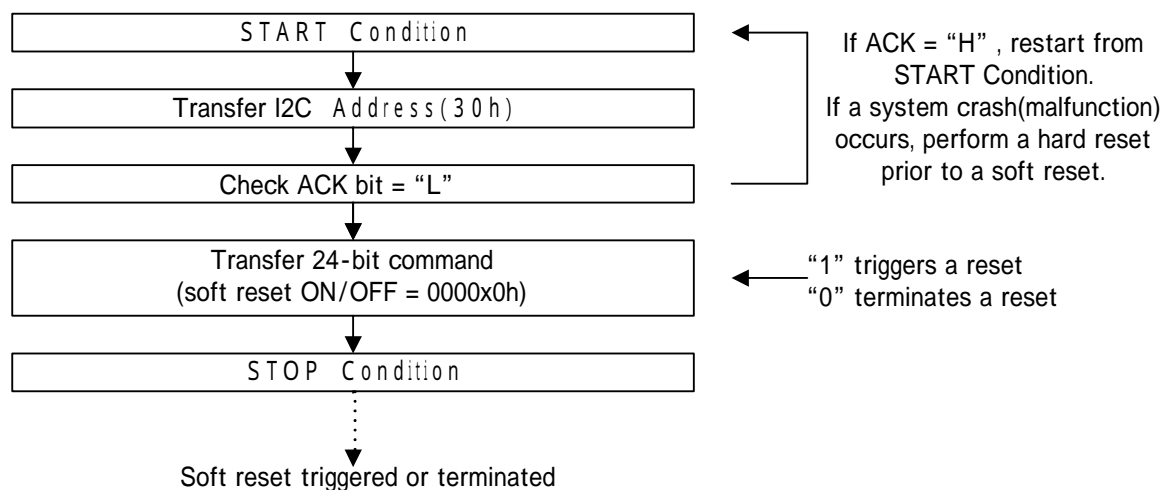 START Condition
Transfer I2C Address(30h)
Check ACK bit = “L”
Transfer 24-bit command
(soft reset ON/OFF = 0000x0h)
STOP Condition
Soft reset triggered or terminated
If ACK = “H” , restart from
START Condition.
If a system crash(malfunction)
occurs, perform a hard reset
prior to a soft reset.
“1” triggers a reset
“0” terminates a reset